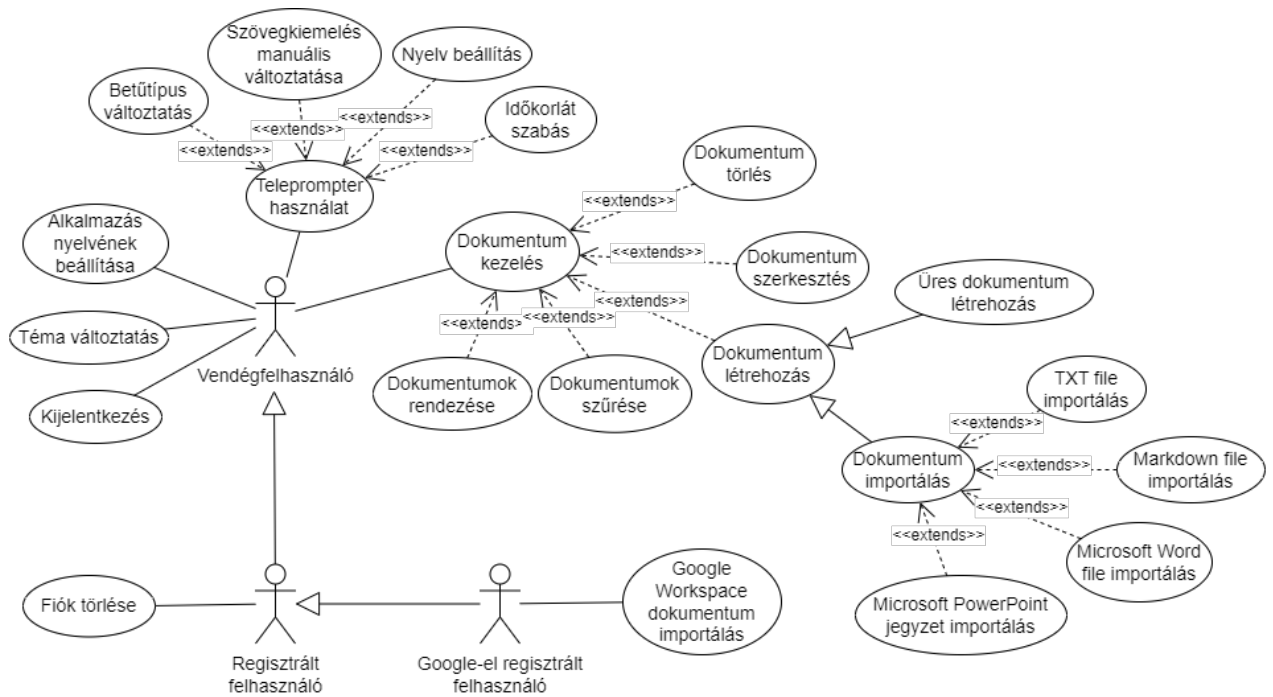 Szövegkiemelés
manuális
változtatása
Nyelv beállítás
Betűtípus
változtatás
Időkorlát
szabás
<<extends>>
<<extends>>
<<extends>>
<<extends>>
Teleprompter
használat
Dokumentum
törlés
<<extends>>
Alkalmazás
nyelvének
beállítása
Dokumentum
kezelés
<<extends>>
Dokumentum
szerkesztés
Üres dokumentum
létrehozás
<<extends>>
<<extends>>
<<extends>>
Téma változtatás
Vendégfelhasználó
Dokumentum
létrehozás
Dokumentumok
rendezése
Dokumentumok
szűrése
Kijelentkezés
TXT file
importálás
<<extends>>
Dokumentum
importálás
<<extends>>
Markdown file
importálás
<<extends>>
<<extends>>
Microsoft Word
file importálás
Fiók törlése
Google
Workspace
dokumentum
importálás
Microsoft PowerPoint
jegyzet importálás
Regisztrált
felhasználó
Google-el regisztrált
felhasználó